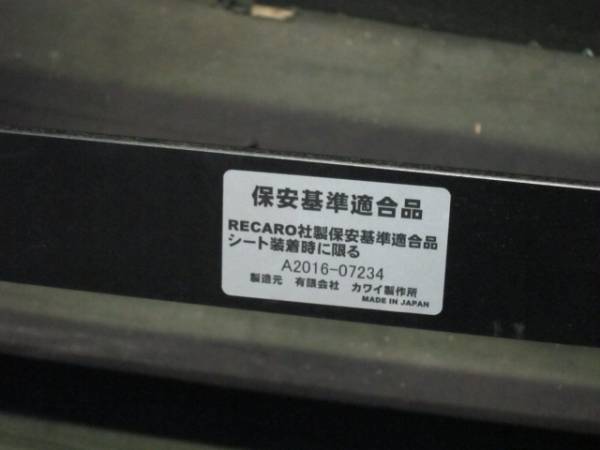 保安基準適合品
RECARO社製保安基準適合品
シート装着時に限る
A2016-07234
製造元 有限会社 カワイ製作所
MADE IN JAPAN